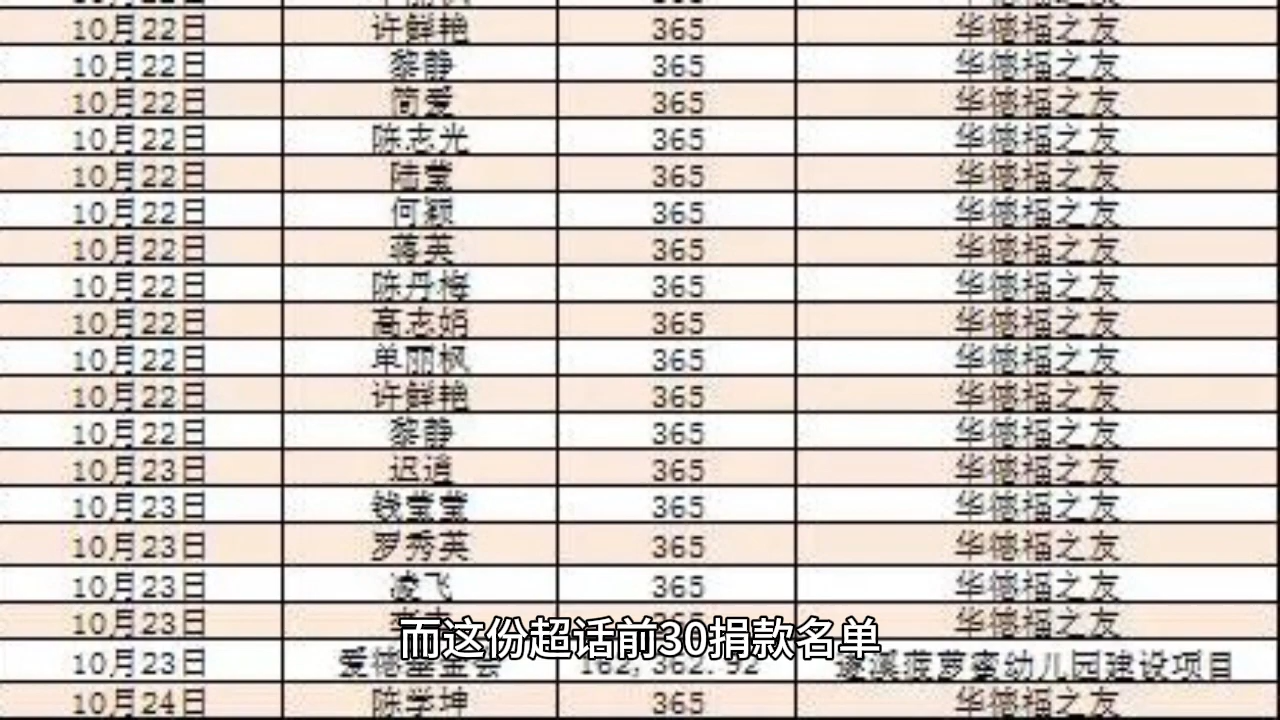 10月22日 许鲜艳 365 华德福之友
10月22日 黎静 365 华德福之友
10月22日 简爱 365 华德福之友
10月22日 陈志光 365 华德福之友
10月22日 陆莹 365 华德福之友
10月22日 何颖 365 华德福之友
10月22日 蒋英 365 华德福之友
10月22日 陈丹梅 365 华德福之友
10月22日 高志娟 365 华德福之友
10月22日 单丽枫 365 华德福之友
10月22日 许鲜艳 365 华德福之友
10月22日 黎静 365 华德福之友
10月23日 迟逍 365 华德福之友
10月23日 钱莹莹 365 华德福之友
10月23日 罗秀英 365 华德福之友
10月23日 凌飞 365 华德福之友
10月23日 365 华德福之友
而这份超话前30捐款名单
10月23日 爱德基金会 162,362.92 菠萝蜜幼儿园建设项目
10月24日 陈学坤 365 华德福之友